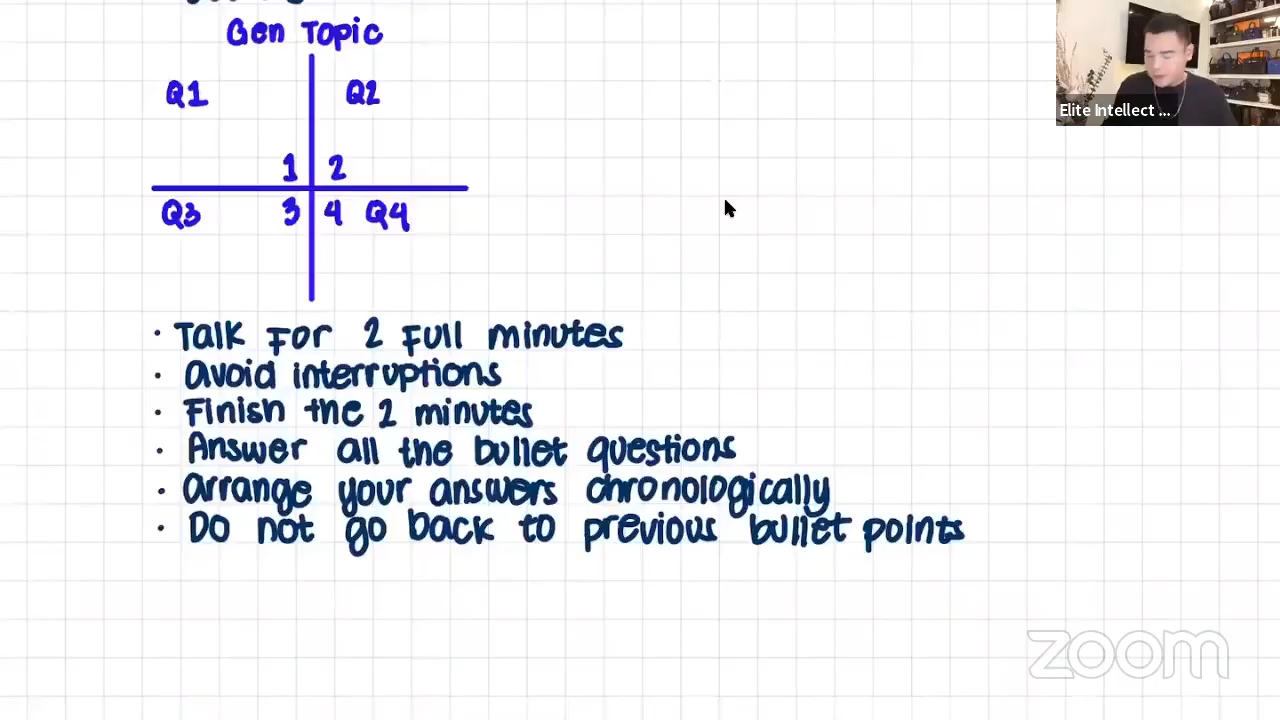 Gen Topic
Q1 Q2
1 2
Q3 3 4 Q4
Elite Intellect ...
· Talk For 2 Full minutes
· avoid interruptions
· Finish the 2 minutes
· Answer all the bullet questions
· arrange your answers chronologically
· Do not go back to previous bullet points
zoom